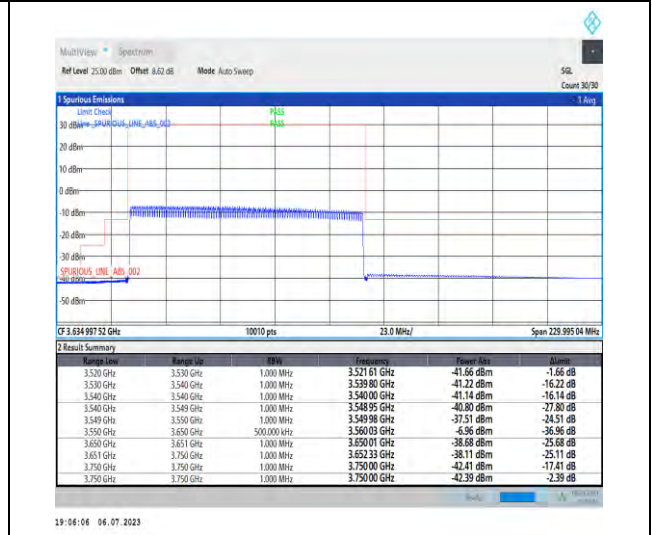 MultiView Spectrum
Ref Level 25.00 dBm Offset 8.62 dB Mode Auto Sweep SGL
Count 30/30
1 Spurious Emissions 1 Avg
Limit Check PASS
30 dBm Line _SPURIOUS_LINE_ABS_002 PASS
20 dBm
10 dBm
0 dBm
-10 dBm
-20 dBm
-30 dBm
SPURIOUS_LINE_ABS_002
-40 dBm
-50 dBm
CF 3.634 997 52 GHz 10010 pts 23.0 MHz/ Span 229.995 04 MHz
2 Result Summary
Range Low Range Up RBW Frequency Power Abs ΔLimit
3.520 GHz 3.530 GHz 1.000 MHz 3.521 61 GHz -41.66 dBm -1.66 dB
3.530 GHz 3.540 GHz 1.000 MHz 3.539 80 GHz -41.22 dBm -16.22 dB
3.540 GHz 3.540 GHz 1.000 MHz 3.540 00 GHz -41.14 dBm -16.14 dB
3.540 GHz 3.549 GHz 1.000 MHz 3.548 95 GHz -40.80 dBm -27.80 dB
3.549 GHz 3.550 GHz 1.000 MHz 3.549 98 GHz -37.51 dBm -24.51 dB
3.550 GHz 3.650 GHz 500.000 kHz 3.560 03 GHz -6.96 dBm -36.96 dB
3.650 GHz 3.651 GHz 1.000 MHz 3.650 01 GHz -38.68 dBm -25.68 dB
3.651 GHz 3.750 GHz 1.000 MHz 3.652 33 GHz -38.11 dBm -25.11 dB
3.750 GHz 3.750 GHz 1.000 MHz 3.750 00 GHz -42.41 dBm -17.41 dB
3.750 GHz 3.750 GHz 1.000 MHz 3.750 00 GHz -42.39 dBm -2.39 dB
19:06:06 06.07.2023